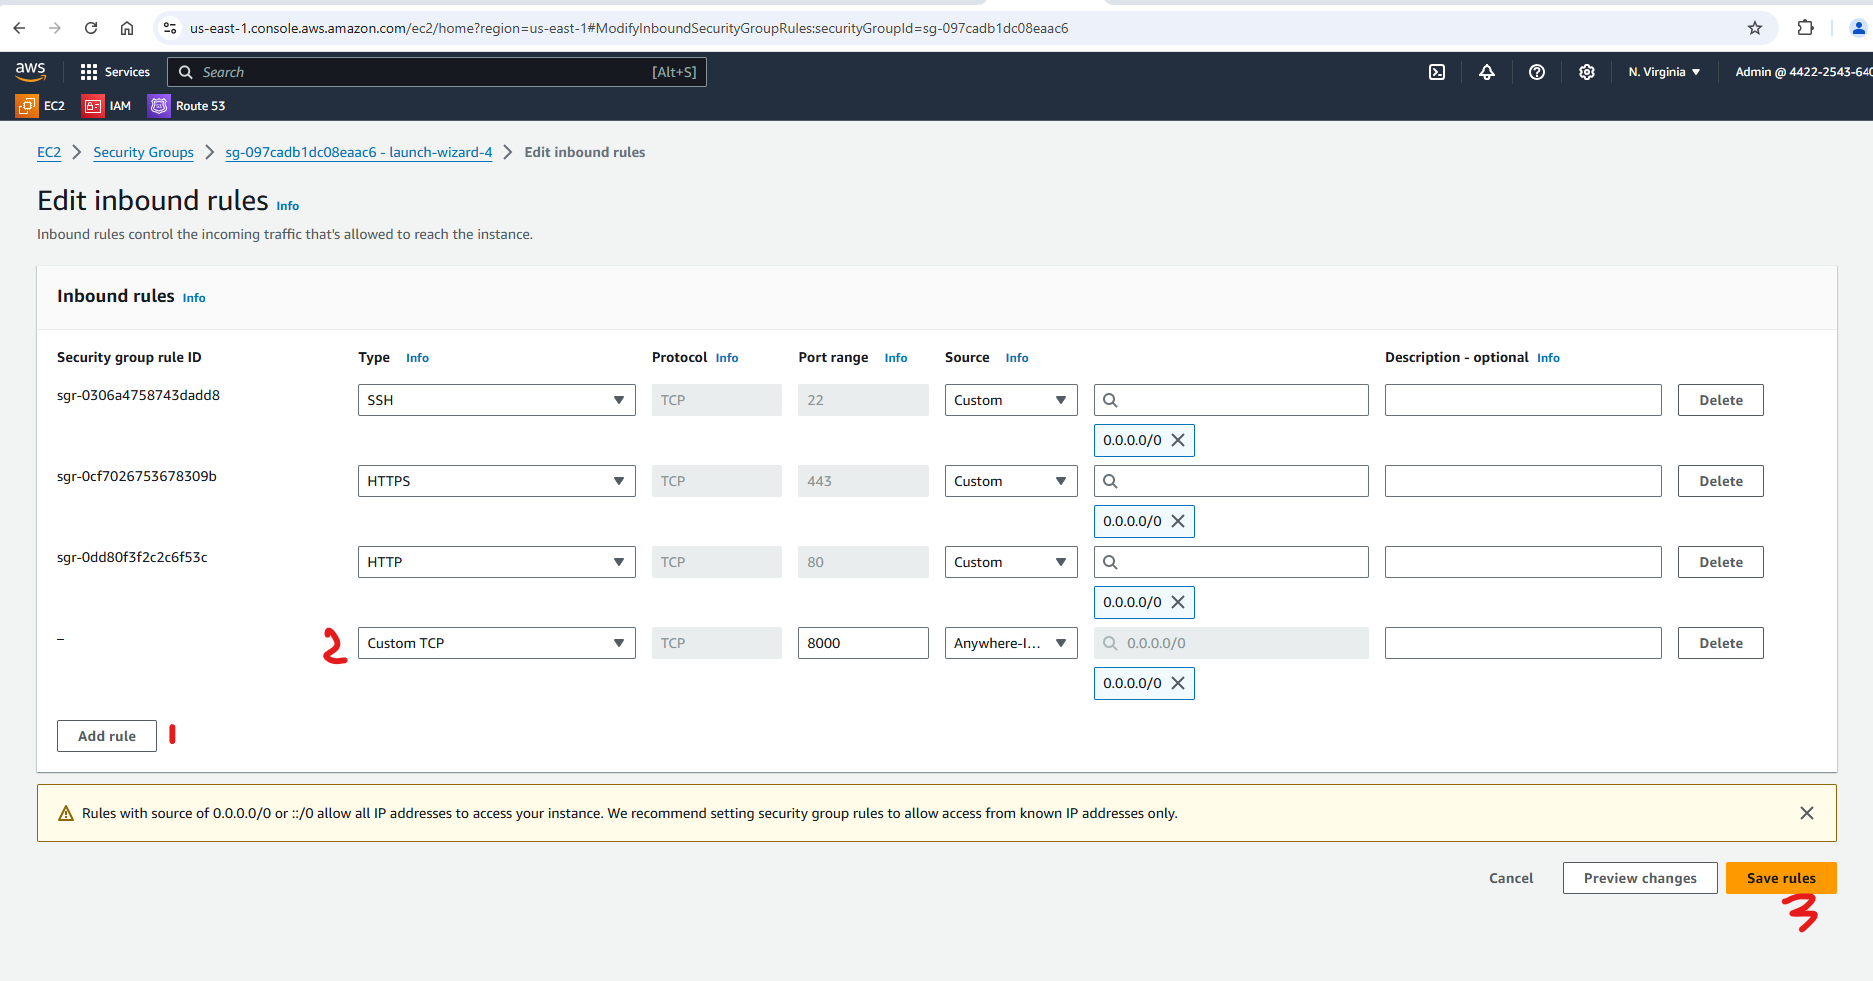 us-east-1.console.aws.amazon.com/ec2/home?region=us-east-1#ModifyInboundSecurityGroupRules:securityGroupId=sg-097cadb1dc08eaac6
aws Services Search [Alt+S] N. Virginia Admin @ 4422-2543-640
EC2 IAM Route 53
EC2 Security Groups sg-097cadb1dc08eaac6 - launch-wizard-4 Edit inbound rules
Edit inbound rules Info
Inbound rules control the incoming traffic that's allowed to reach the instance.
Inbound rules Info
Security group rule ID Type Info Protocol Info Port range Info Source Info Description - optional Info
sgr-0306a4758743dadd8 SSH TCP 22 Custom Delete
0.0.0.0/0
sgr-0cf7026753678309b HTTPS TCP 443 Custom Delete
0.0.0.0/0
sgr-0dd80f3f2c2c6f53c HTTP TCP 80 Custom Delete
0.0.0.0/0
– 2 Custom TCP TCP 8000 Anywhere-I... 0.0.0.0/0 Delete
0.0.0.0/0
Add rule 1
Rules with source of 0.0.0.0/0 or ::/0 allow all IP addresses to access your instance. We recommend setting security group rules to allow access from known IP addresses only.
Cancel Preview changes Save rules
3